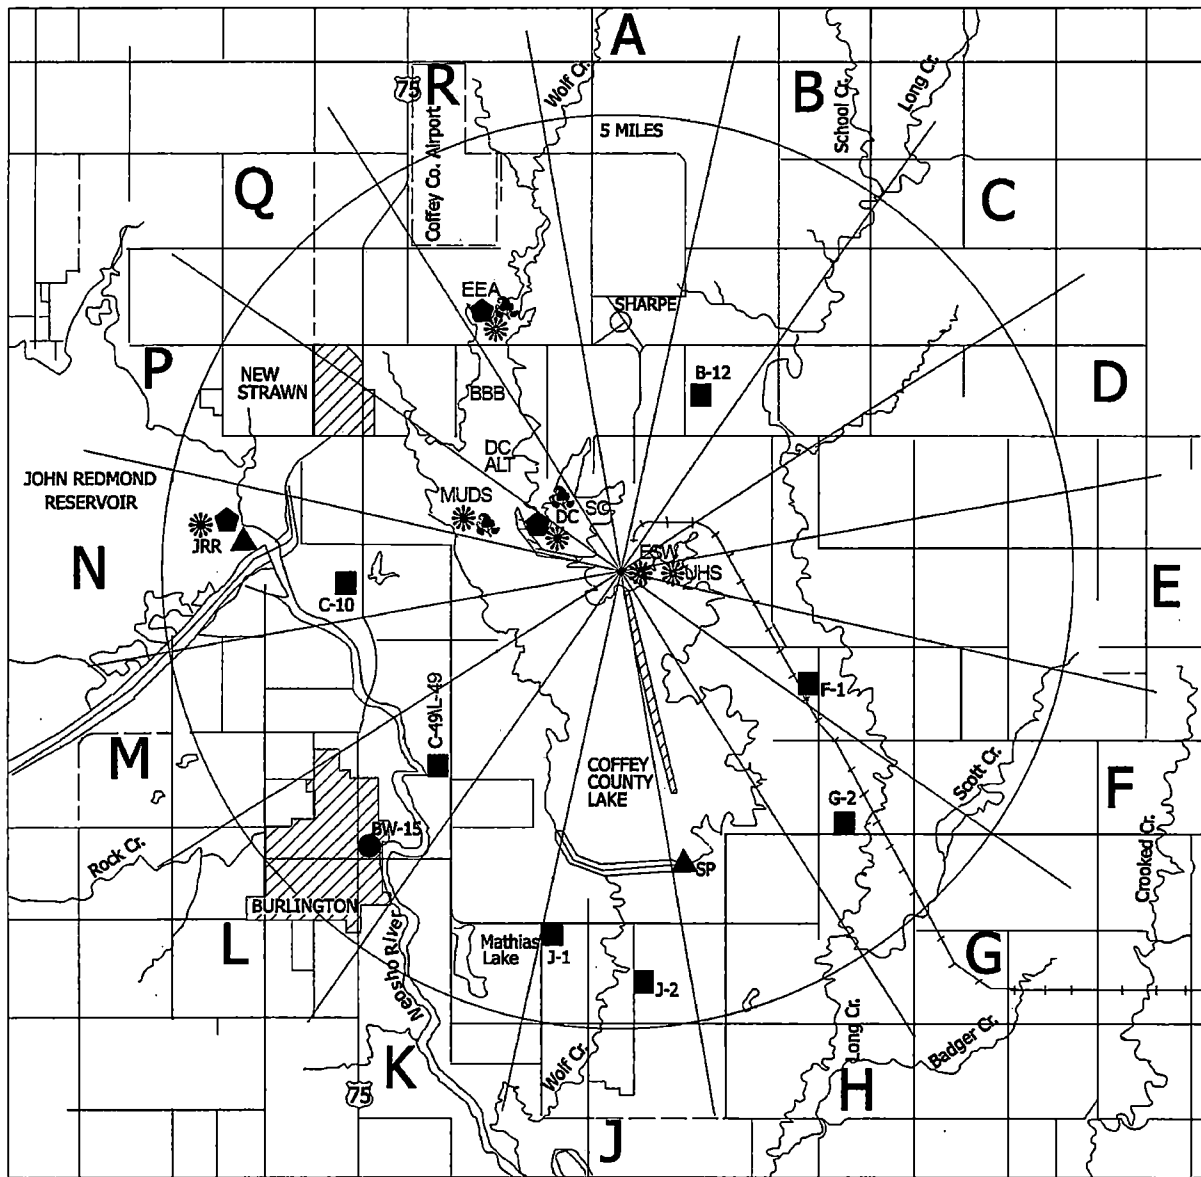 A
B
R
75
Coffey Co. Airport
Wolf Cr.
School Cr.
Long Cr.
5 MILES
Q
C
EEA
SHARPE
P
NEW
STRAWN
BBB
B-12
D
DC
ALT
JOHN REDMOND
RESERVOIR
MUDS
SC
DC
JRR
ESW
UHS
N
C-10
E
F-1
C-49\L-49
M
COFFEY
COUNTY
LAKE
Scott Cr.
F
G-2
BW-15
Rock Cr.
SP
Crooked Cr.
BURLINGTON
L
Neosho River
Mathias
Lake
J-1
J-2
G
Long Cr.
Badger Cr.
Wolf Cr.
K
75
H
J